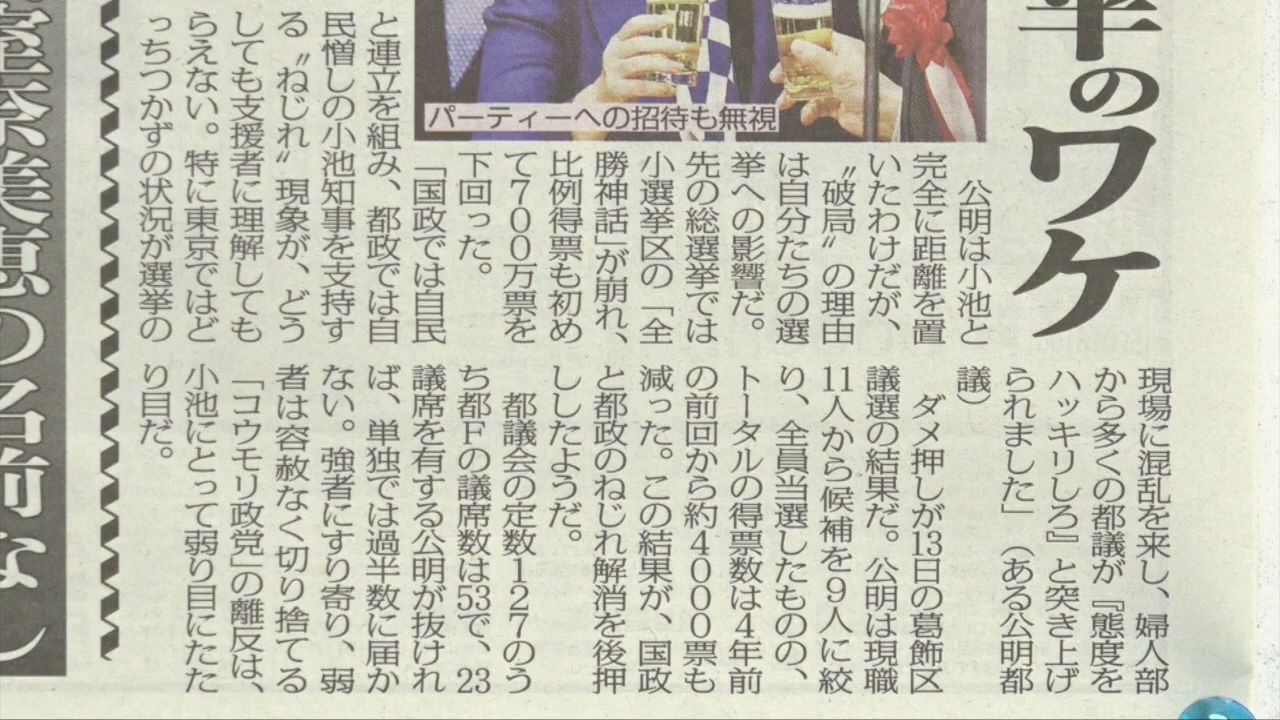 のワケ
パーティーへの招待も無視
公明は小池と
完全に距離を置
いたわけだが、
〝破局〟の理由
は自分たちの選
挙への影響だ。
先の総選挙では
小選挙区の「全
勝神話」が崩れ、
比例得票も初め
て700万票を
下回った。
「国政では自民
と連立を組み、都政では自
民憎しの小池知事を支持す
る〝ねじれ〟現象が、どう
しても支援者に理解しても
らえない。特に東京ではど
っちつかずの状況が選挙の
現場に混乱を来し、婦人部
から多くの都議が『態度を
ハッキリしろ』と突き上げ
られました」（ある公明都
議）
ダメ押しが13日の葛飾区
議選の結果だ。公明は現職
11人から候補を9人に絞
り、全員当選したものの、
トータルの得票数は4年前
の前回から約4000票も
減った。この結果が、国政
と都政のねじれ解消を後押
ししたようだ。
都議会の定数127のう
ち都Fの議席数は53で、23
議席を有する公明が抜けれ
ば、単独では過半数に届か
ない。強者にすり寄り、弱
者は容赦なく切り捨てる
「コウモリ政党」の離反は、
小池にとって弱り目にたた
り目だ。
室奈美恵の名前な